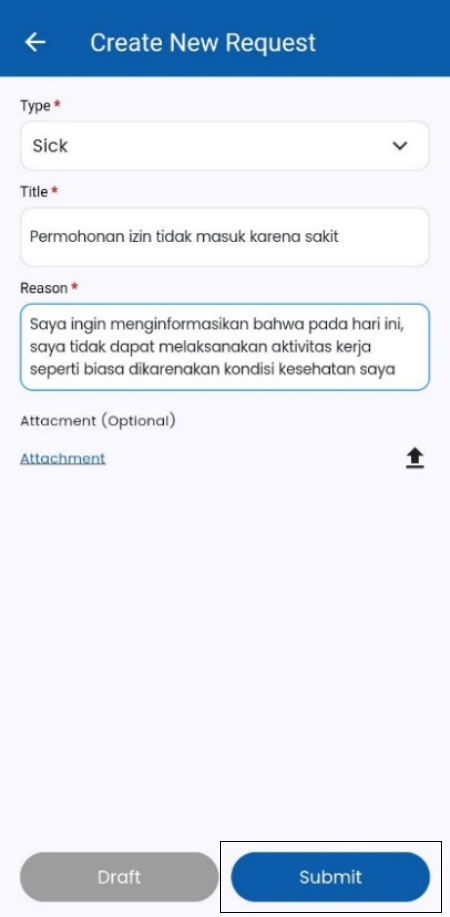 Create New Request
Type *
Sick
Title *
Permohonan izin tidak masuk karena sakit
Reason *
Saya ingin menginformasikan bahwa pada hari ini,
saya tidak dapat melaksanakan aktivitas kerja
seperti biasa dikarenakan kondisi kesehatan saya
Attacment (Optional)
Attachment
Draft
Submit